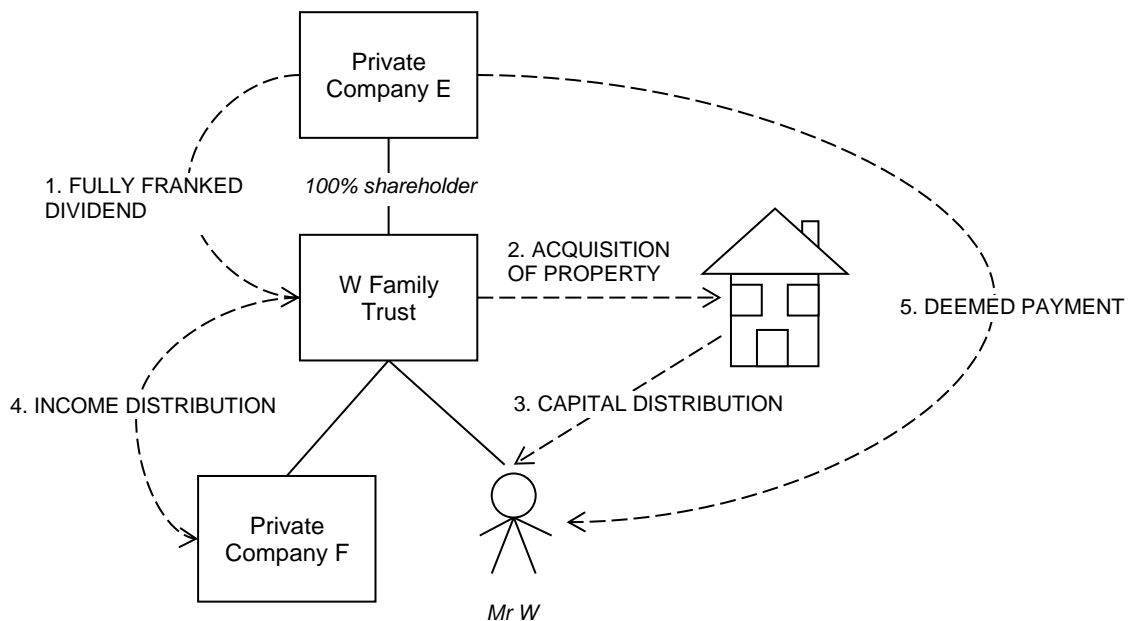 Private
Company E
1. FULLY FRANKED
DIVIDEND
100% shareholder
W Family
Trust
2. ACQUISITION
OF PROPERTY
5. DEEMED PAYMENT
4. INCOME DISTRIBUTION
3. CAPITAL DISTRIBUTION
Private
Company F
Mr W